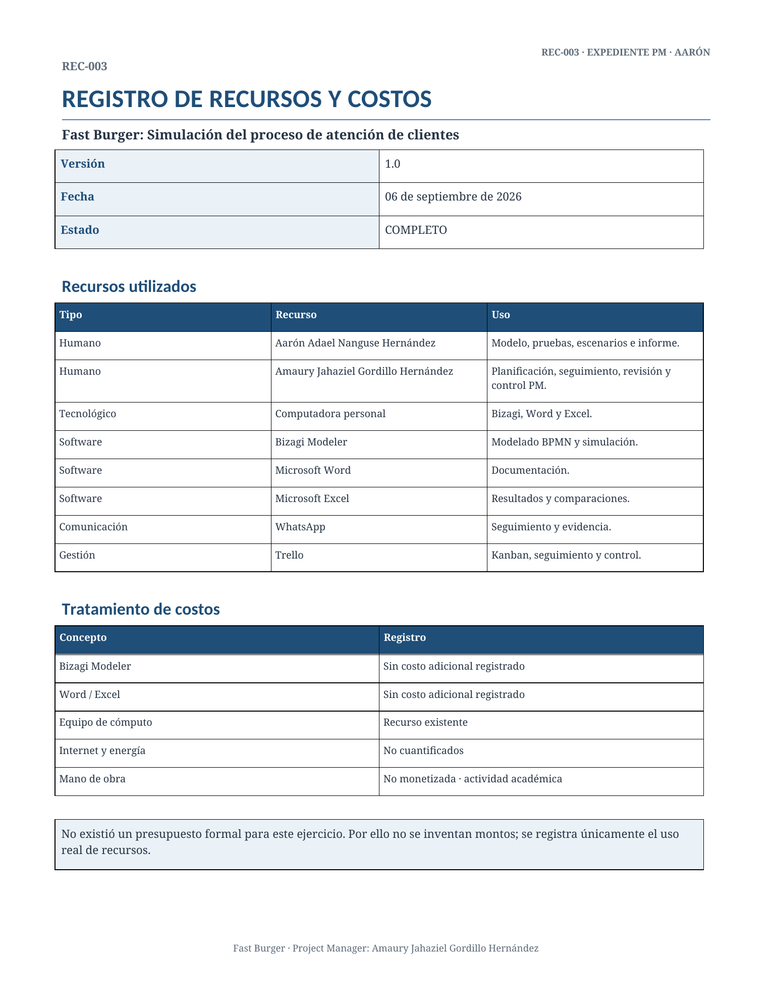 REC-003 · EXPEDIENTE PM · AARÓN
REC-003
REGISTRO DE RECURSOS Y COSTOS
Fast Burger: Simulación del proceso de atención de clientes
Versión 1.0
Fecha 06 de septiembre de 2026
Estado COMPLETO
Recursos utilizados
Tipo Recurso Uso
Humano Aarón Adael Nanguse Hernández Modelo, pruebas, escenarios e informe.
Humano Amaury Jahaziel Gordillo Hernández Planificación, seguimiento, revisión y
control PM.
Tecnológico Computadora personal Bizagi, Word y Excel.
Software Bizagi Modeler Modelado BPMN y simulación.
Software Microsoft Word Documentación.
Software Microsoft Excel Resultados y comparaciones.
Comunicación WhatsApp Seguimiento y evidencia.
Gestión Trello Kanban, seguimiento y control.
Tratamiento de costos
Concepto Registro
Bizagi Modeler Sin costo adicional registrado
Word / Excel Sin costo adicional registrado
Equipo de cómputo Recurso existente
Internet y energía No cuantificados
Mano de obra No monetizada · actividad académica
No existió un presupuesto formal para este ejercicio. Por ello no se inventan montos; se registra únicamente el uso
real de recursos.
Fast Burger · Project Manager: Amaury Jahaziel Gordillo Hernández